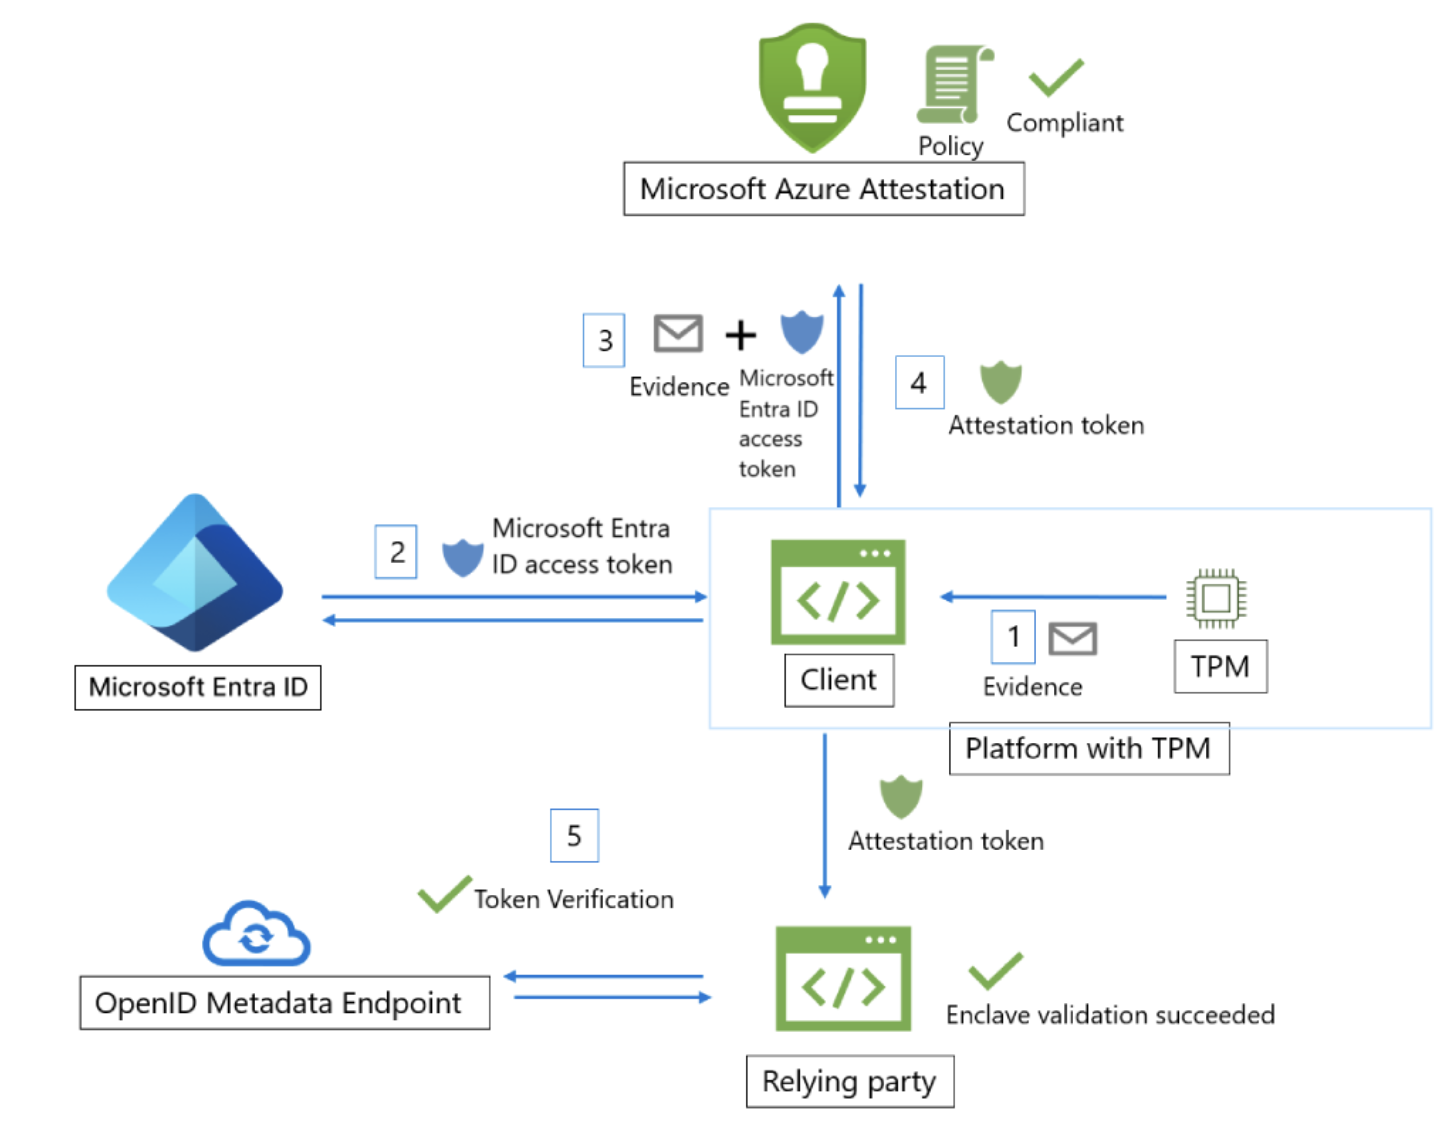 Policy
Compliant
Microsoft Azure Attestation
3
Evidence
Microsoft
Entra ID
access
token
4
Attestation token
2
Microsoft Entra
ID access token
Microsoft Entra ID
</>
Client
1
Evidence
TPM
Platform with TPM
Attestation token
5
Token Verification
OpenID Metadata Endpoint
</>
Enclave validation succeeded
Relying party